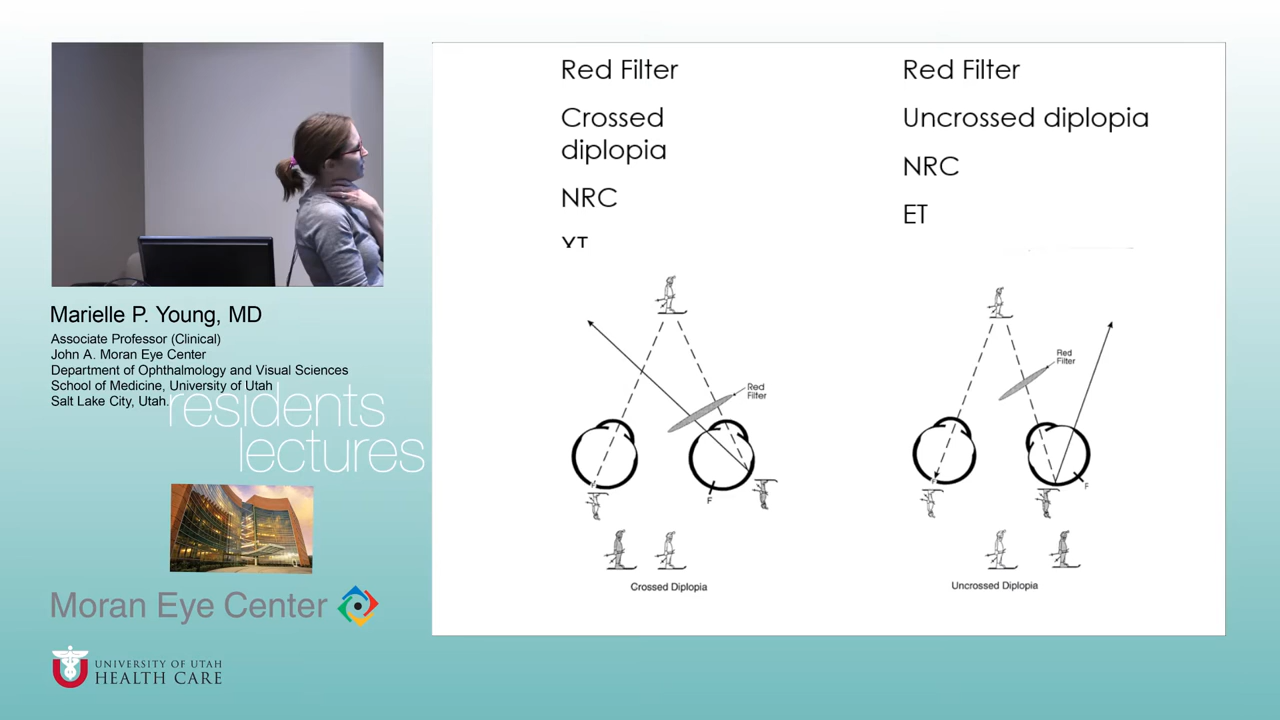 Red Filter
Crossed
diplopia
NRC
XT
Red Filter
Uncrossed diplopia
NRC
ET
Red
Filter
F
Crossed Diplopia
Red
Filter
F
Uncrossed Diplopia
Marielle P. Young, MD
Associate Professor (Clinical)
John A. Moran Eye Center
Department of Ophthalmology and Visual Sciences
School of Medicine, University of Utah
Salt Lake City, Utah.
residents
lectures
Moran Eye Center
U
UNIVERSITY OF UTAH
HEALTH CARE